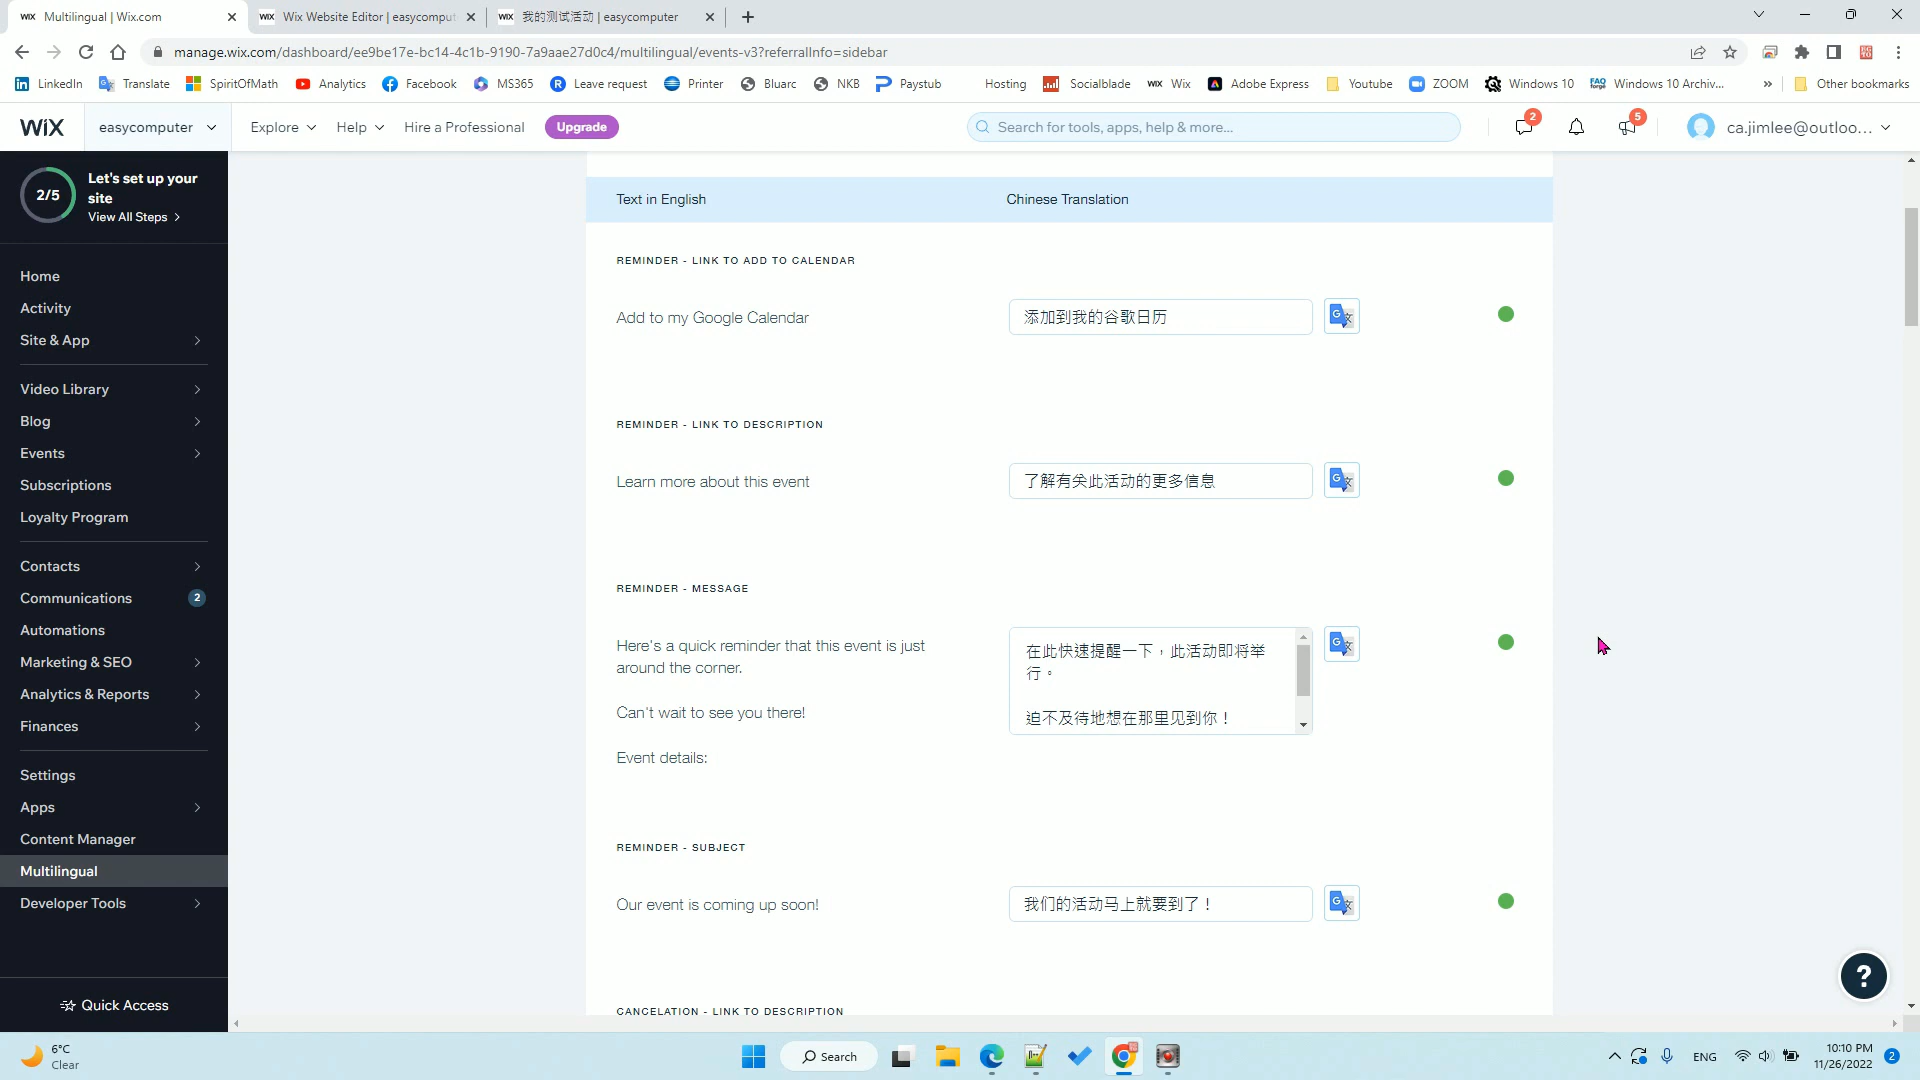 Multilingual | Wix.com
Wix Website Editor | easycomput
我的测试活动 | easycomputer
manage.wix.com/dashboard/ee9be17e-bc14-4c1b-9190-7a9aae27d0c4/multilingual/events-v3?referralInfo=sidebar
LinkedIn
Translate
SpiritOfMath
Analytics
Facebook
MS365
Leave request
Printer
Bluarc
NKB
Paystub
Hosting
Socialblade
Wix
Adobe Express
Youtube
ZOOM
Windows 10
Windows 10 Archiv...
Other bookmarks
WIX
easycomputer
Explore
Help
Hire a Professional
Upgrade
Search for tools, apps, help & more...
2
5
ca.jimlee@outloo...
2/5
Let's set up your
site
View All Steps
Home
Activity
Site & App
Video Library
Blog
Events
Subscriptions
Loyalty Program
Contacts
Communications
2
Automations
Marketing & SEO
Analytics & Reports
Finances
Settings
Apps
Content Manager
Multilingual
Developer Tools
Quick Access
Text in English
Chinese Translation
REMINDER - LINK TO ADD TO CALENDAR
Add to my Google Calendar
添加到我的谷歌日历
REMINDER - LINK TO DESCRIPTION
Learn more about this event
了解有关此活动的更多信息
REMINDER - MESSAGE
Here's a quick reminder that this event is just
around the corner.
Can't wait to see you there!
Event details:
在此快速提醒一下，此活动即将举
行。
迫不及待地想在那里见到你！
REMINDER - SUBJECT
Our event is coming up soon!
我们的活动马上就要到了！
CANCELATION - LINK TO DESCRIPTION
?
6°C
Clear
Search
ENG
10:10 PM
11/26/2022
2